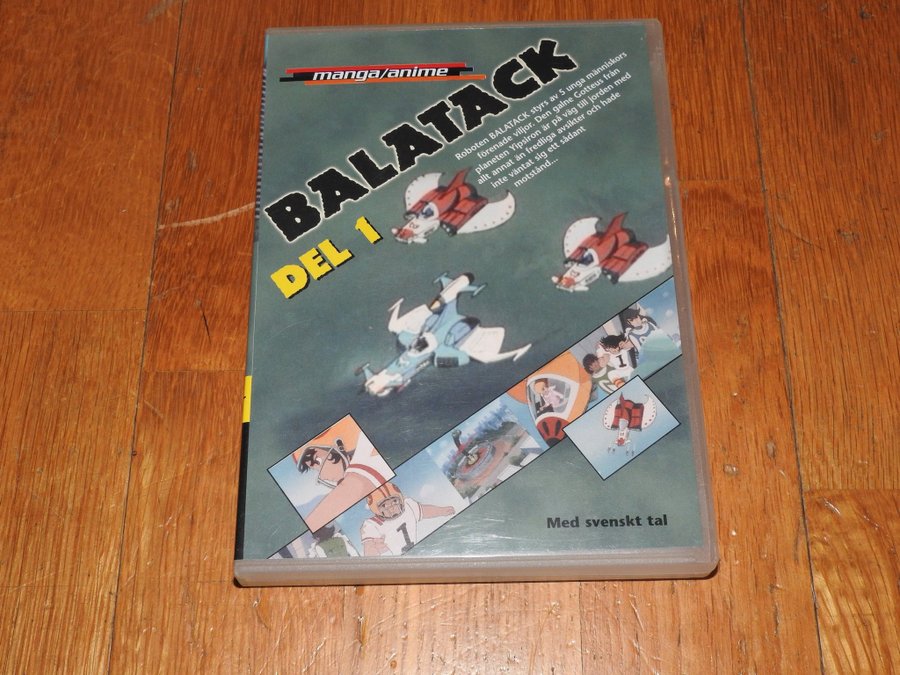 manga/anime
BALATACK
DEL 1
Roboten BALATACK styrs av 5 unga människors
förenade viljor. Den galne Gotteus från
planeten Yipsiron är på väg till jorden med
allt annat än fredliga avsikter och hade
inte väntat sig ett sådant
motstånd...
1
1
Med svenskt tal